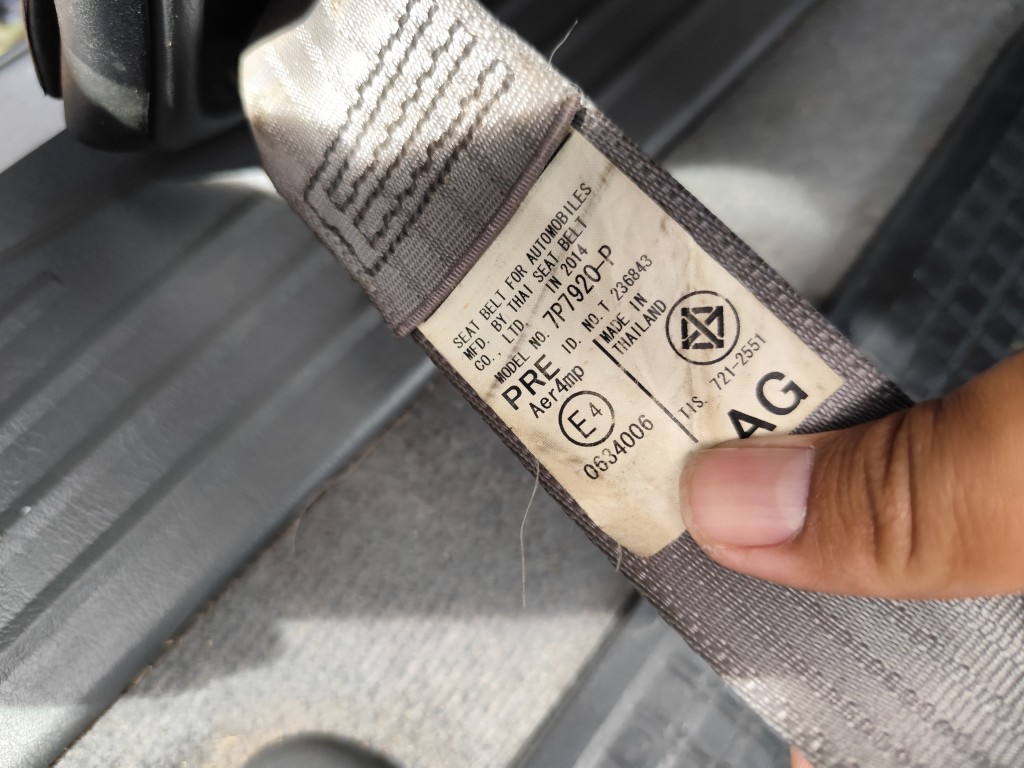 SEAT BELT FOR AUTOMOBILES
MFD. BY THAI SEAT BELT
CO., LTD. IN 2014
MODEL NO. 7P7920-P
PRE ID. NO. T 236843
Aer4mp
E4
0634006
MADE IN
THAILAND
TIS. 721-2551
AG